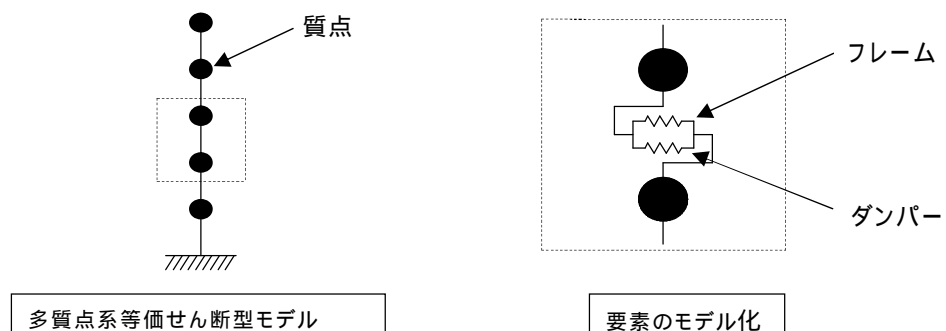 質点
フレーム
ダンパー
多質点系等価せん断型モデル
要素のモデル化